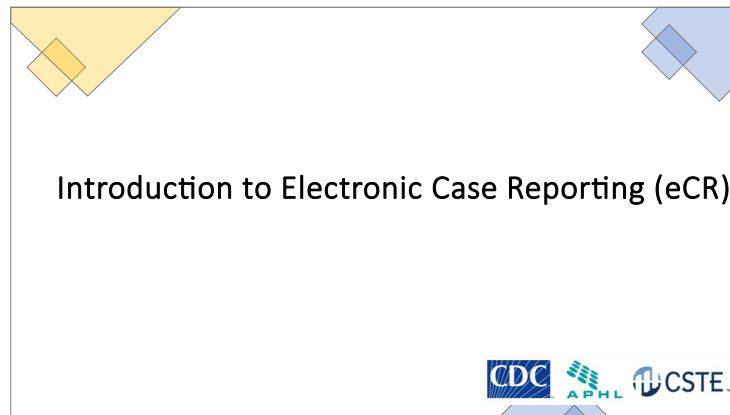 Introduction to Electronic Case Reporting (eCR)
CDC
APHL
CSTE